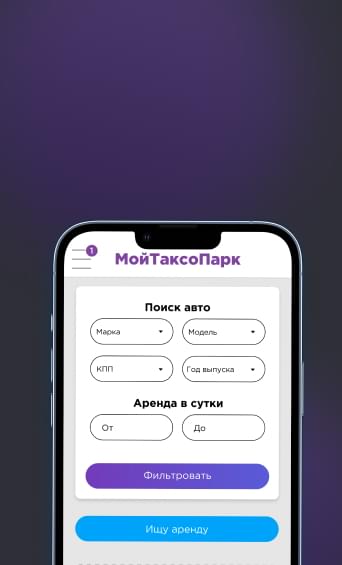 1
МойТаксоПарк
Поиск авто
Марка Модель
КПП Год выпуска
Аренда в сутки
От До
Фильтровать
Ищу аренду